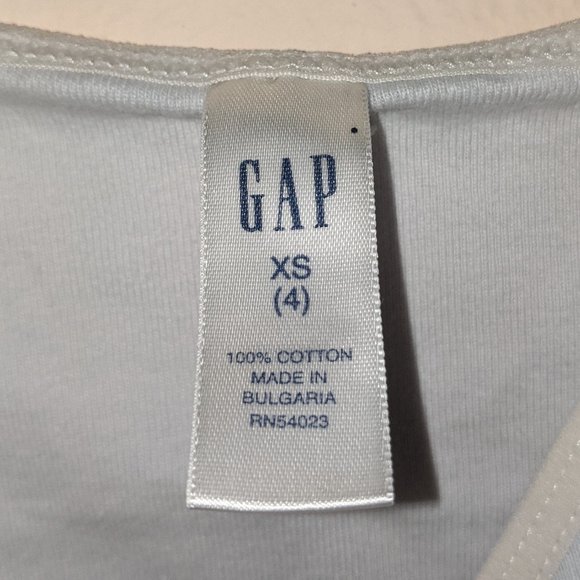 GAP
XS
(4)
100% COTTON
MADE IN
BULGARIA
RN54023